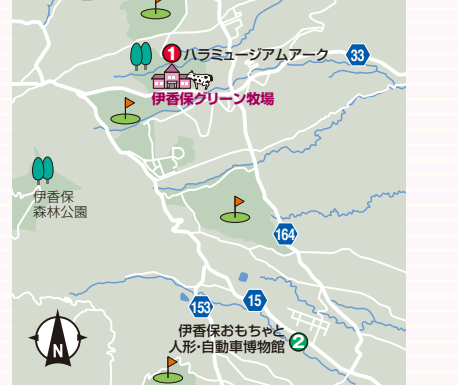 1 ハラミュージアムアーク
33
伊香保グリーン牧場
伊香保
森林公園
164
153
15
伊香保おもちゃと
人形・自動車博物館 2
N